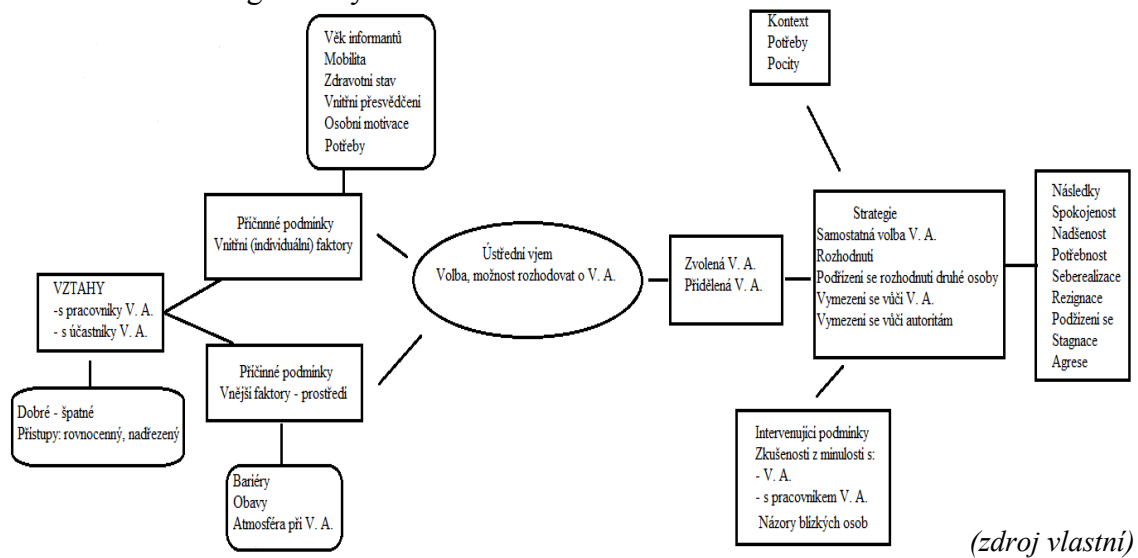 Věk informantů
Mobilita
Zdravotní stav
Vnitřní přesvědčení
Osobní motivace
Potřeby
Kontext
Potřeby
Pocity
Příčnné podmínky
Vnitřní (individuální) faktory
VZTAHY
-s pracovníky V. A.
- s účastníky V. A.
Dobré - špatné
Přístupy: rovnocenný, nadřezený
Příčinné podmínky
Vnější faktory - prostředí
Bariéry
Obavy
Atmosféra při V. A.
Ústřední vjem
Volba, možnost rozhodovat o V. A.
Zvolená V. A.
Přidělená V. A.
Strategie
Samostatná volba V. A.
Rozhodnutí
Podřízení se rozhodnutí druhé osoby
Vymezení se vůči V. A.
Vymezení se vůči autoritám
Intervenující podmínky
Zkušenosti z minulosti s:
- V. A.
- s pracovníkem V. A.
Názory blízkých osob
Následky
Spokojenost
Nadšenost
Potřebnost
Seberealizace
Rezignace
Podžízení se
Stagnace
Agrese
(zdroj vlastní)